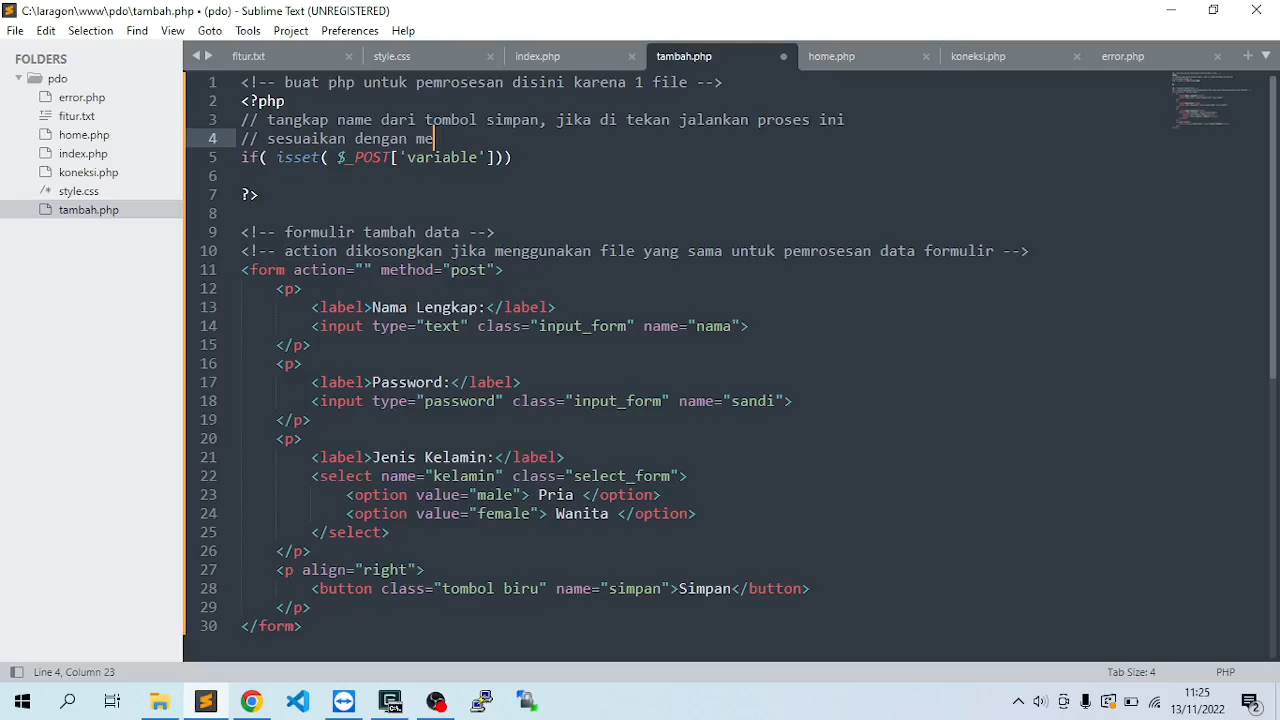 C:\laragon\www\pdo\tambah.php • (pdo) - Sublime Text (UNREGISTERED)
File Edit Selection Find View Goto Tools Project Preferences Help
FOLDERS
pdo
error.php
fitur.txt
home.php
index.php
koneksi.php
style.css
tambah.php
fitur.txt style.css index.php tambah.php home.php koneksi.php error.php
1 <!-- buat php untuk pemrosesan disini karena 1 file -->
2 <?php
3 // tangkap name dari tombol simpan, jika di tekan jalankan proses ini
4 // sesuaikan dengan me
5 if( isset( $_POST['variable']))
6
7 ?>
8
9 <!-- formulir tambah data -->
10 <!-- action dikosongkan jika menggunakan file yang sama untuk pemrosesan data formulir -->
11 <form action="" method="post">
12 <p>
13 <label>Nama Lengkap:</label>
14 <input type="text" class="input_form" name="nama">
15 </p>
16 <p>
17 <label>Password:</label>
18 <input type="password" class="input_form" name="sandi">
19 </p>
20 <p>
21 <label>Jenis Kelamin:</label>
22 <select name="kelamin" class="select_form">
23 <option value="male"> Pria </option>
24 <option value="female"> Wanita </option>
25 </select>
26 </p>
27 <p align="right">
28 <button class="tombol biru" name="simpan">Simpan</button>
29 </p>
30 </form>
Line 4, Column 23 Tab Size: 4 PHP
11:25
13/11/2022
2